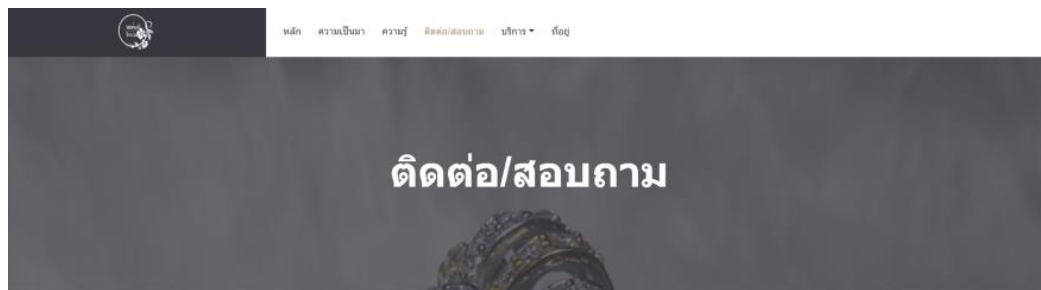 หลัก ความเป็นมา ความรู้ ติดต่อ/สอบถาม บริการ ที่อยู่
ติดต่อ/สอบถาม